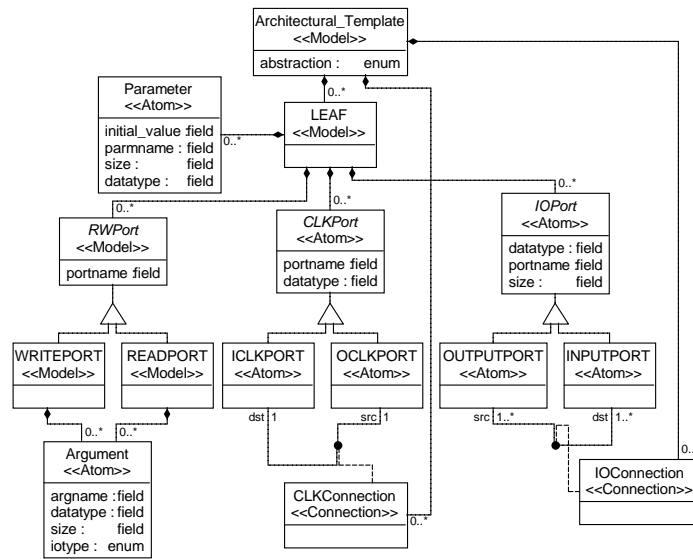 Architectural_Template
<<Model>>
abstraction : enum
Parameter
<<Atom>>
initial_value :field
parmname : field
size : field
datatype : field
0..*
0..*
LEAF
<<Model>>
0..*
RWPort
<<Model>>
portname :field
0..*
CLKPort
<<Atom>>
portname :field
datatype : field
0..*
IOPort
<<Atom>>
datatype : field
portname : field
size : field
WRITEPORT
<<Model>>
READPORT
<<Model>>
ICLKPORT
<<Atom>>
OCLKPORT
<<Atom>>
OUTPUTPORT
<<Atom>>
INPUTPORT
<<Atom>>
dst 1
src 1
src 1..*
dst 1..*
0..*
0..*
Argument
<<Atom>>
argname : field
datatype : field
size : field
iotype : enum
CLKConnection
<<Connection>>
0..*
0..
IOConnection
<<Connection>>